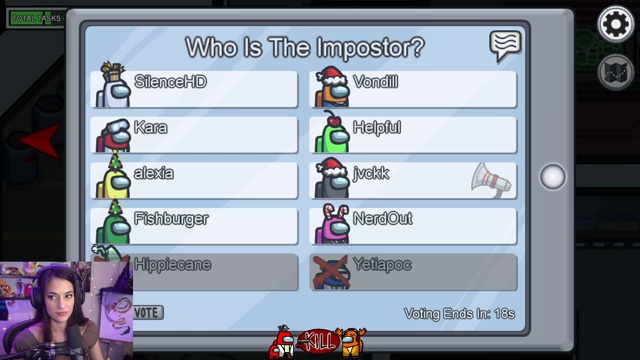 TOTAL TASKS
Who Is The Impostor?
SilenceHD
Vondill
Kara
Helpful
alexia
jvckk
Fishburger
NerdOut
Hippiecane
Yetiapoc
VOTE
Voting Ends In: 18s
KILL